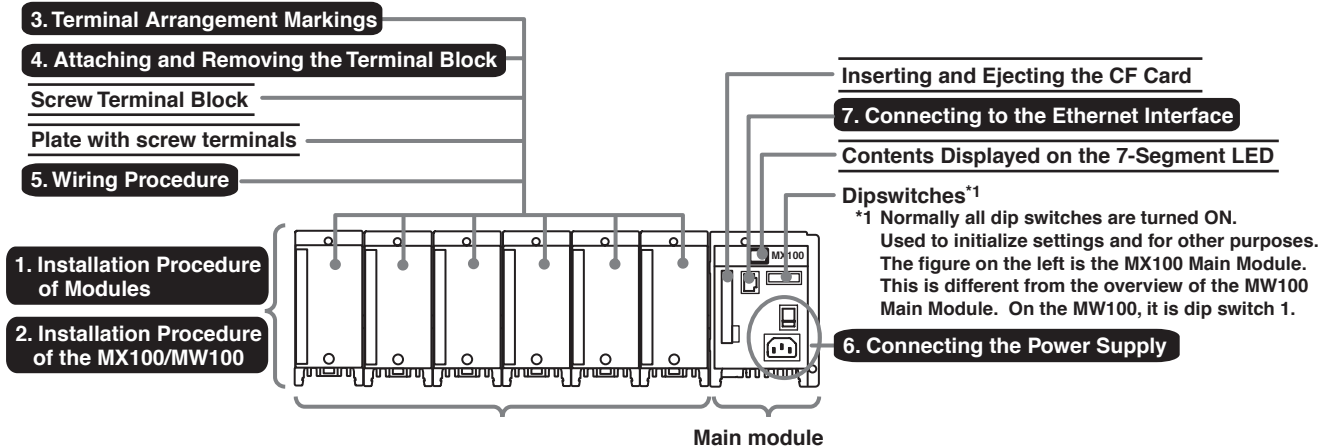 3. Terminal Arrangement Markings
4. Attaching and Removing the Terminal Block
Screw Terminal Block
Plate with screw terminals
5. Wiring Procedure
1. Installation Procedure
of Modules
2. Installation Procedure
of the MX100/MW100
Inserting and Ejecting the CF Card
7. Connecting to the Ethernet Interface
Contents Displayed on the 7-Segment LED
Dipswitches*1
*1 Normally all dip switches are turned ON.
Used to initialize settings and for other purposes.
The figure on the left is the MX100 Main Module.
This is different from the overview of the MW100
Main Module. On the MW100, it is dip switch 1.
MX100
6. Connecting the Power Supply
Main module